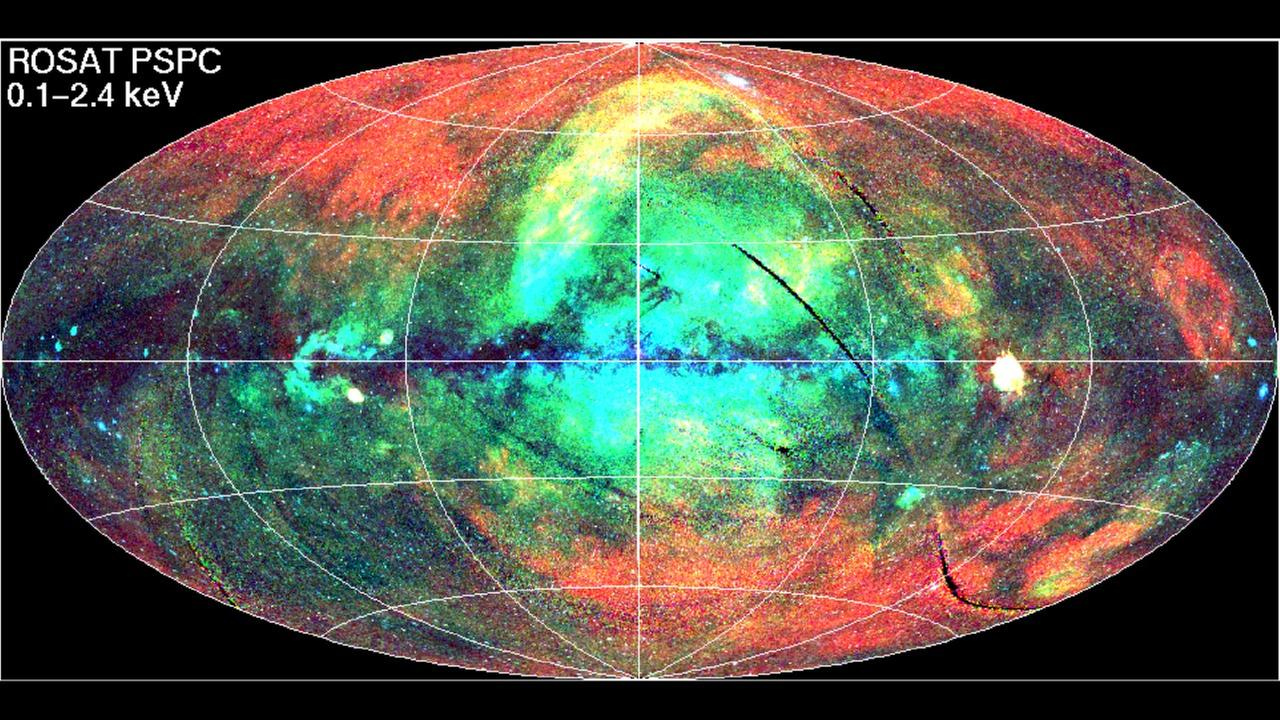 ROSAT PSPC
0.1–2.4 keV